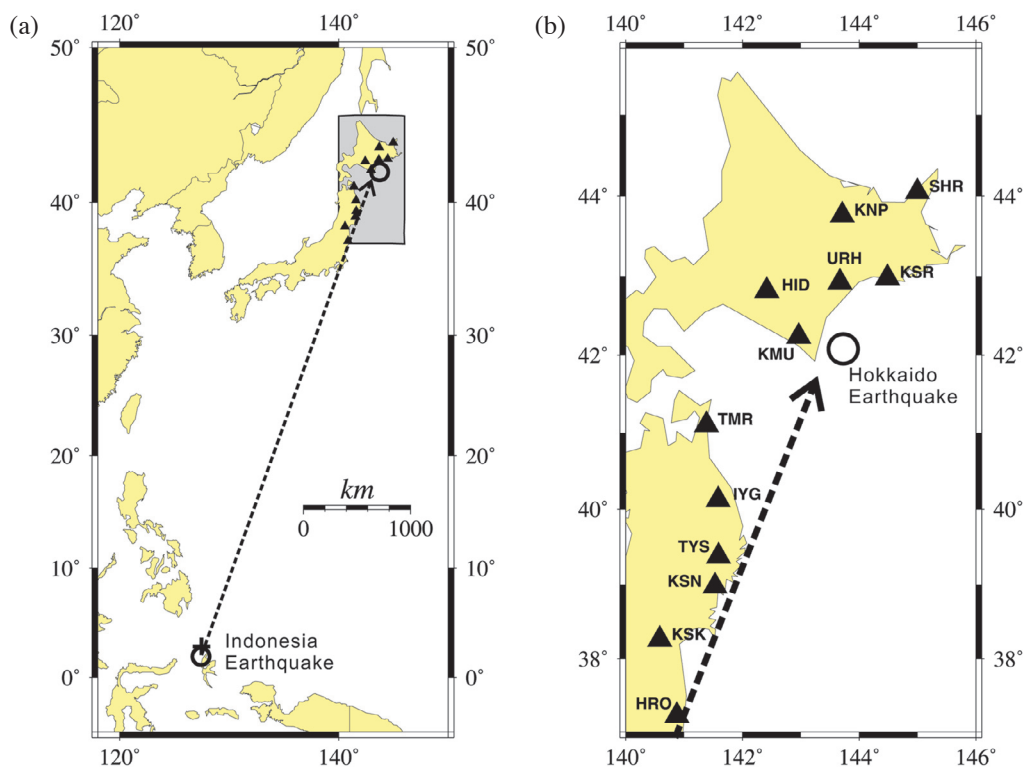 (a)
120° 140°
50° 50°
40° 40°
30° 30°
20° 20°
km
0 1000
10° 10°
Indonesia
Earthquake
0° 0°
120° 140°
(b)
140° 142° 144° 146°
44° 44°
SHR
KNP
URH
KSR
HID
KMU
42° 42°
Hokkaido
Earthquake
TMR
IYG
40° 40°
TYS
KSN
KSK
38° 38°
HRO
140° 142° 144° 146°